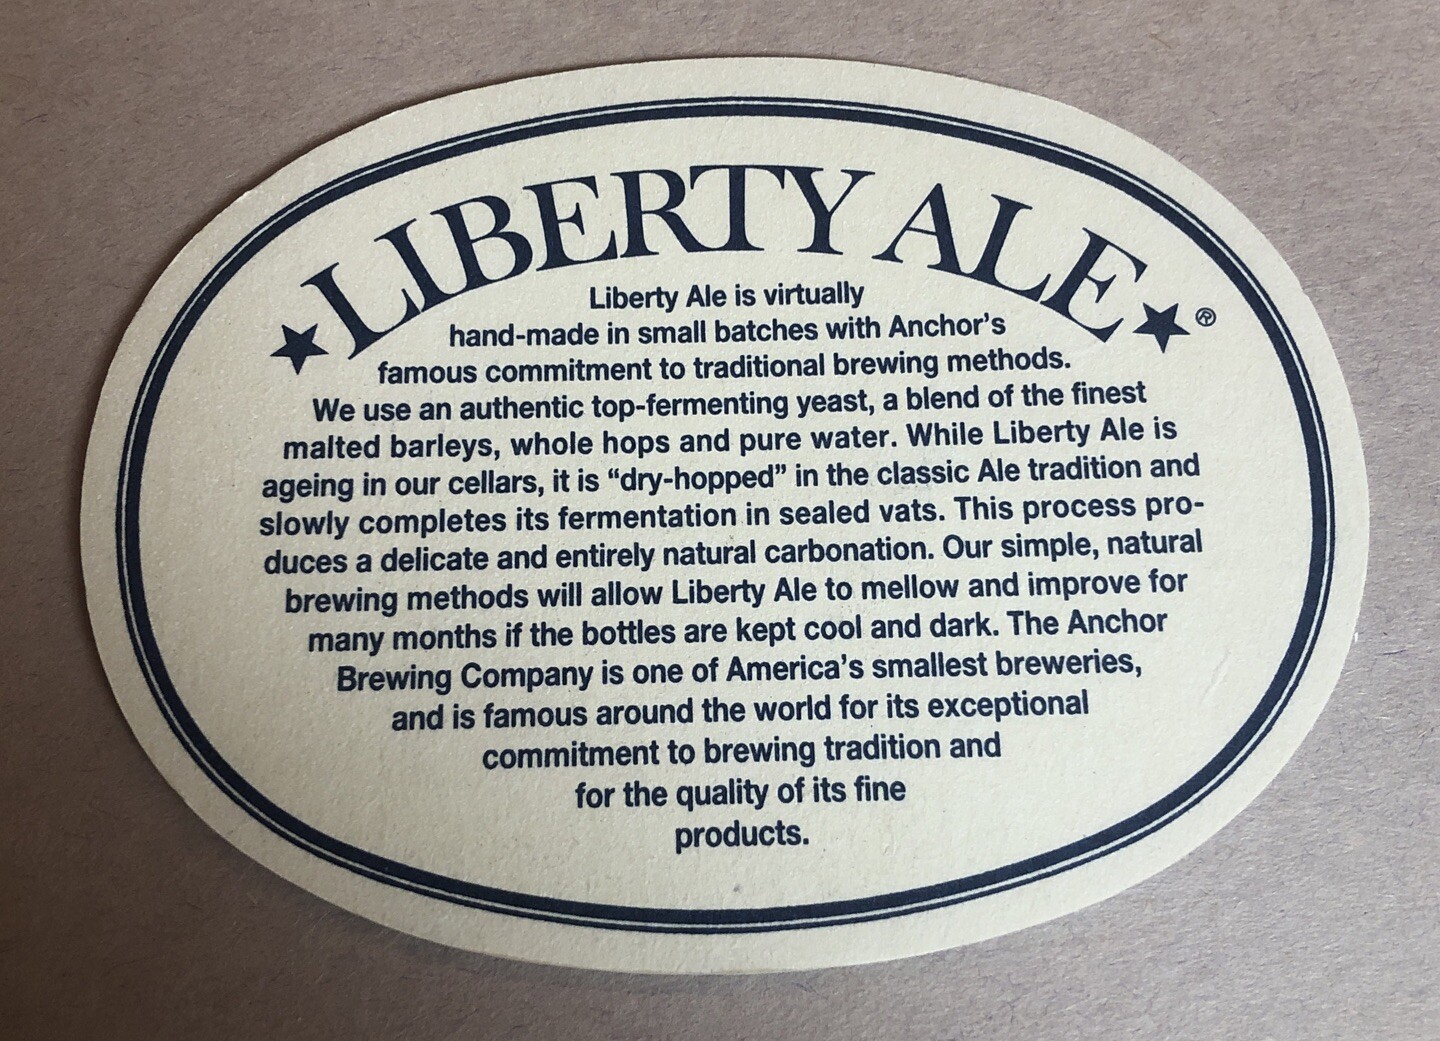 ★LIBERTY ALE★®
Liberty Ale is virtually
hand-made in small batches with Anchor's
famous commitment to traditional brewing methods.
We use an authentic top-fermenting yeast, a blend of the finest
malted barleys, whole hops and pure water. While Liberty Ale is
ageing in our cellars, it is “dry-hopped” in the classic Ale tradition and
slowly completes its fermentation in sealed vats. This process pro-
duces a delicate and entirely natural carbonation. Our simple, natural
brewing methods will allow Liberty Ale to mellow and improve for
many months if the bottles are kept cool and dark. The Anchor
Brewing Company is one of America's smallest breweries,
and is famous around the world for its exceptional
commitment to brewing tradition and
for the quality of its fine
products.